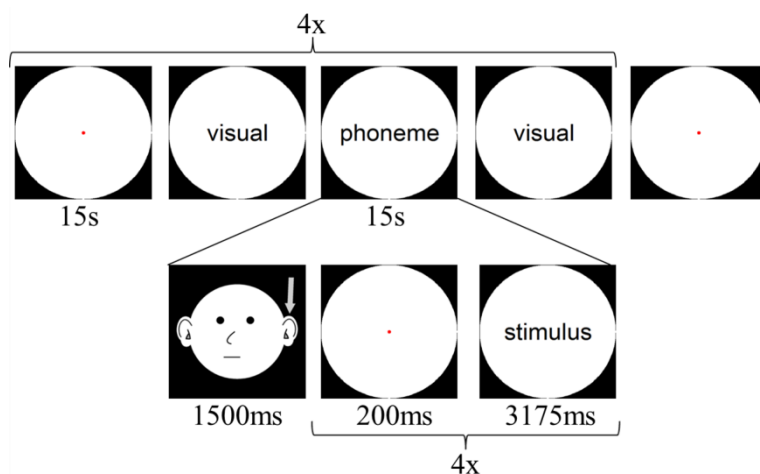 4x
visual phoneme visual
15s 15s
stimulus
1500ms 200ms 3175ms
4x